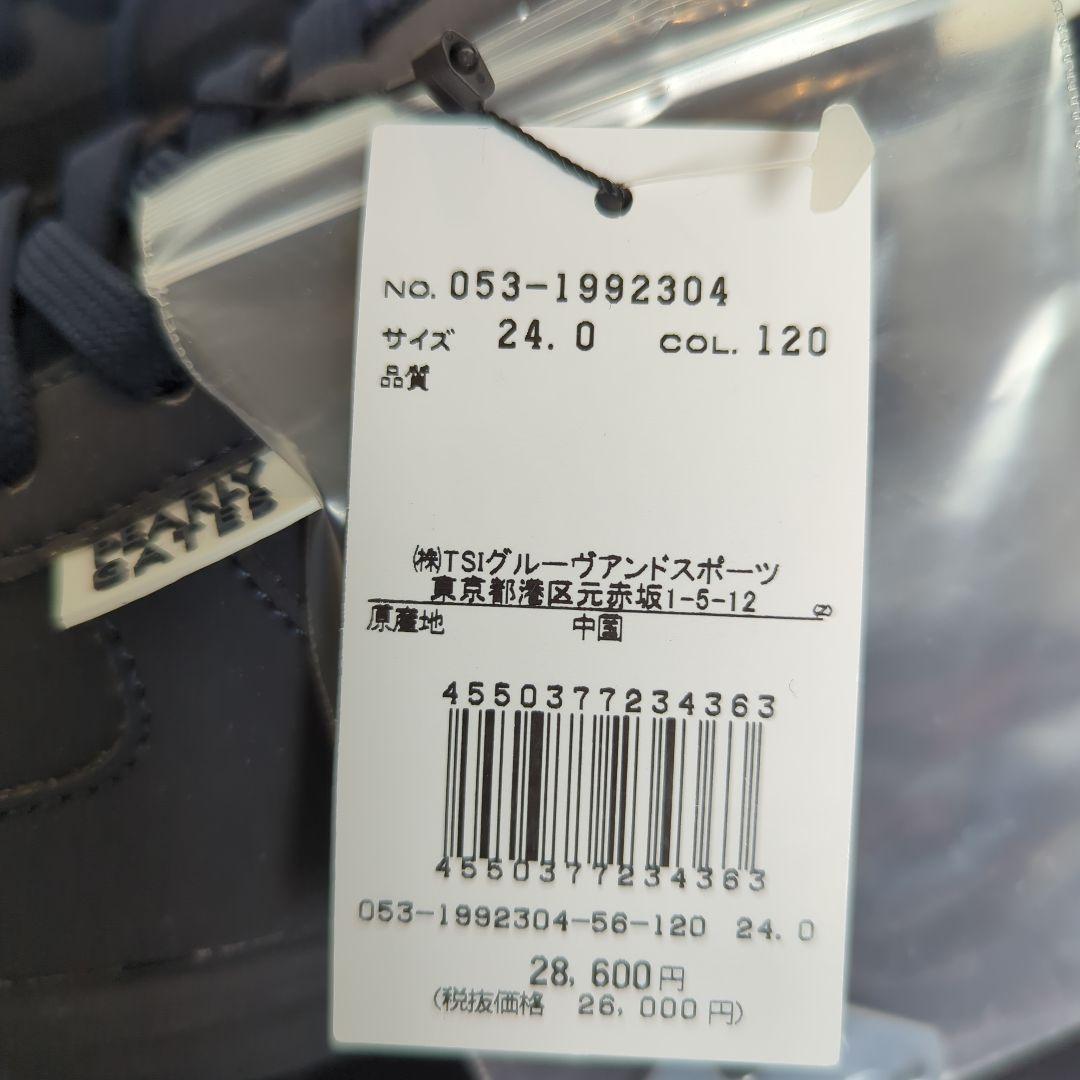 NO. 053-1992304
サイズ 24.0 COL. 120
品質
PEARLY
GATES
㈱TSIグルーヴアンドスポーツ
東京都港区元赤坂1-5-12 (Z)
原産地 中国
4550377234363
4550377234363
053-1992304-56-120 24.0
28,600円
(税抜価格 26,000円)